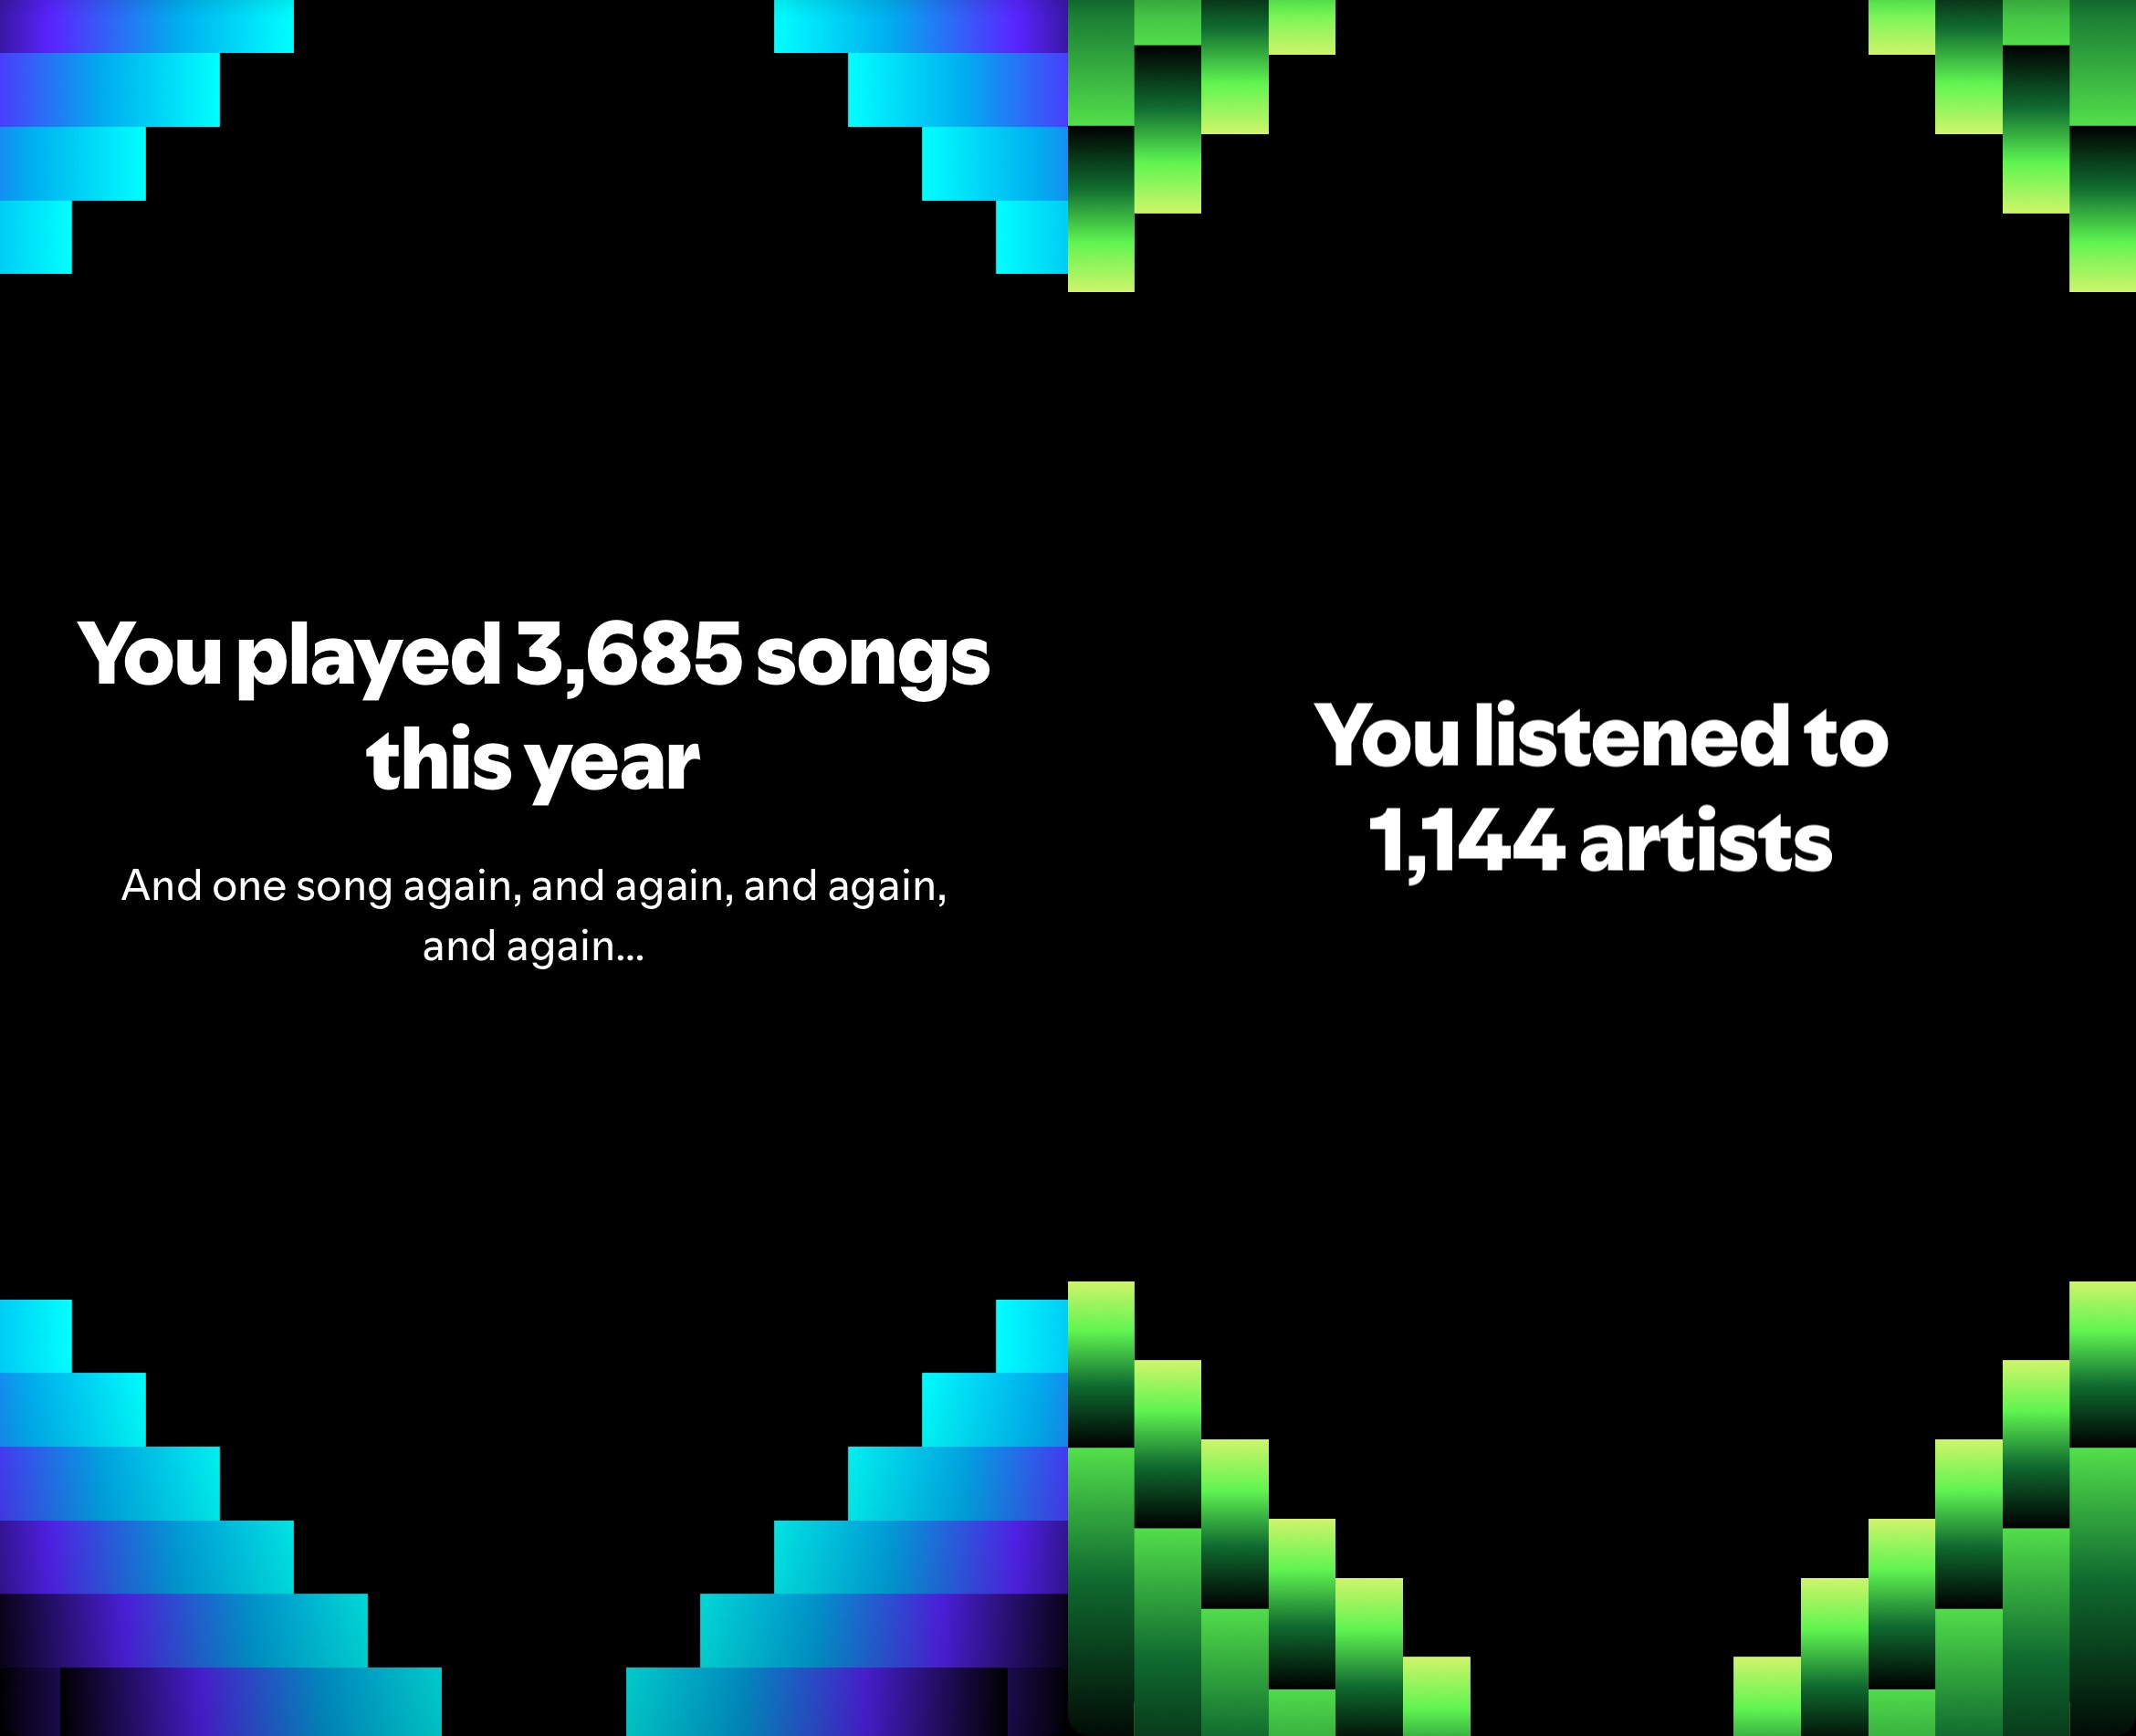 You played 3,685 songs
this year
And one song again, and again, and again,
and again...
You listened to
1,144 artists